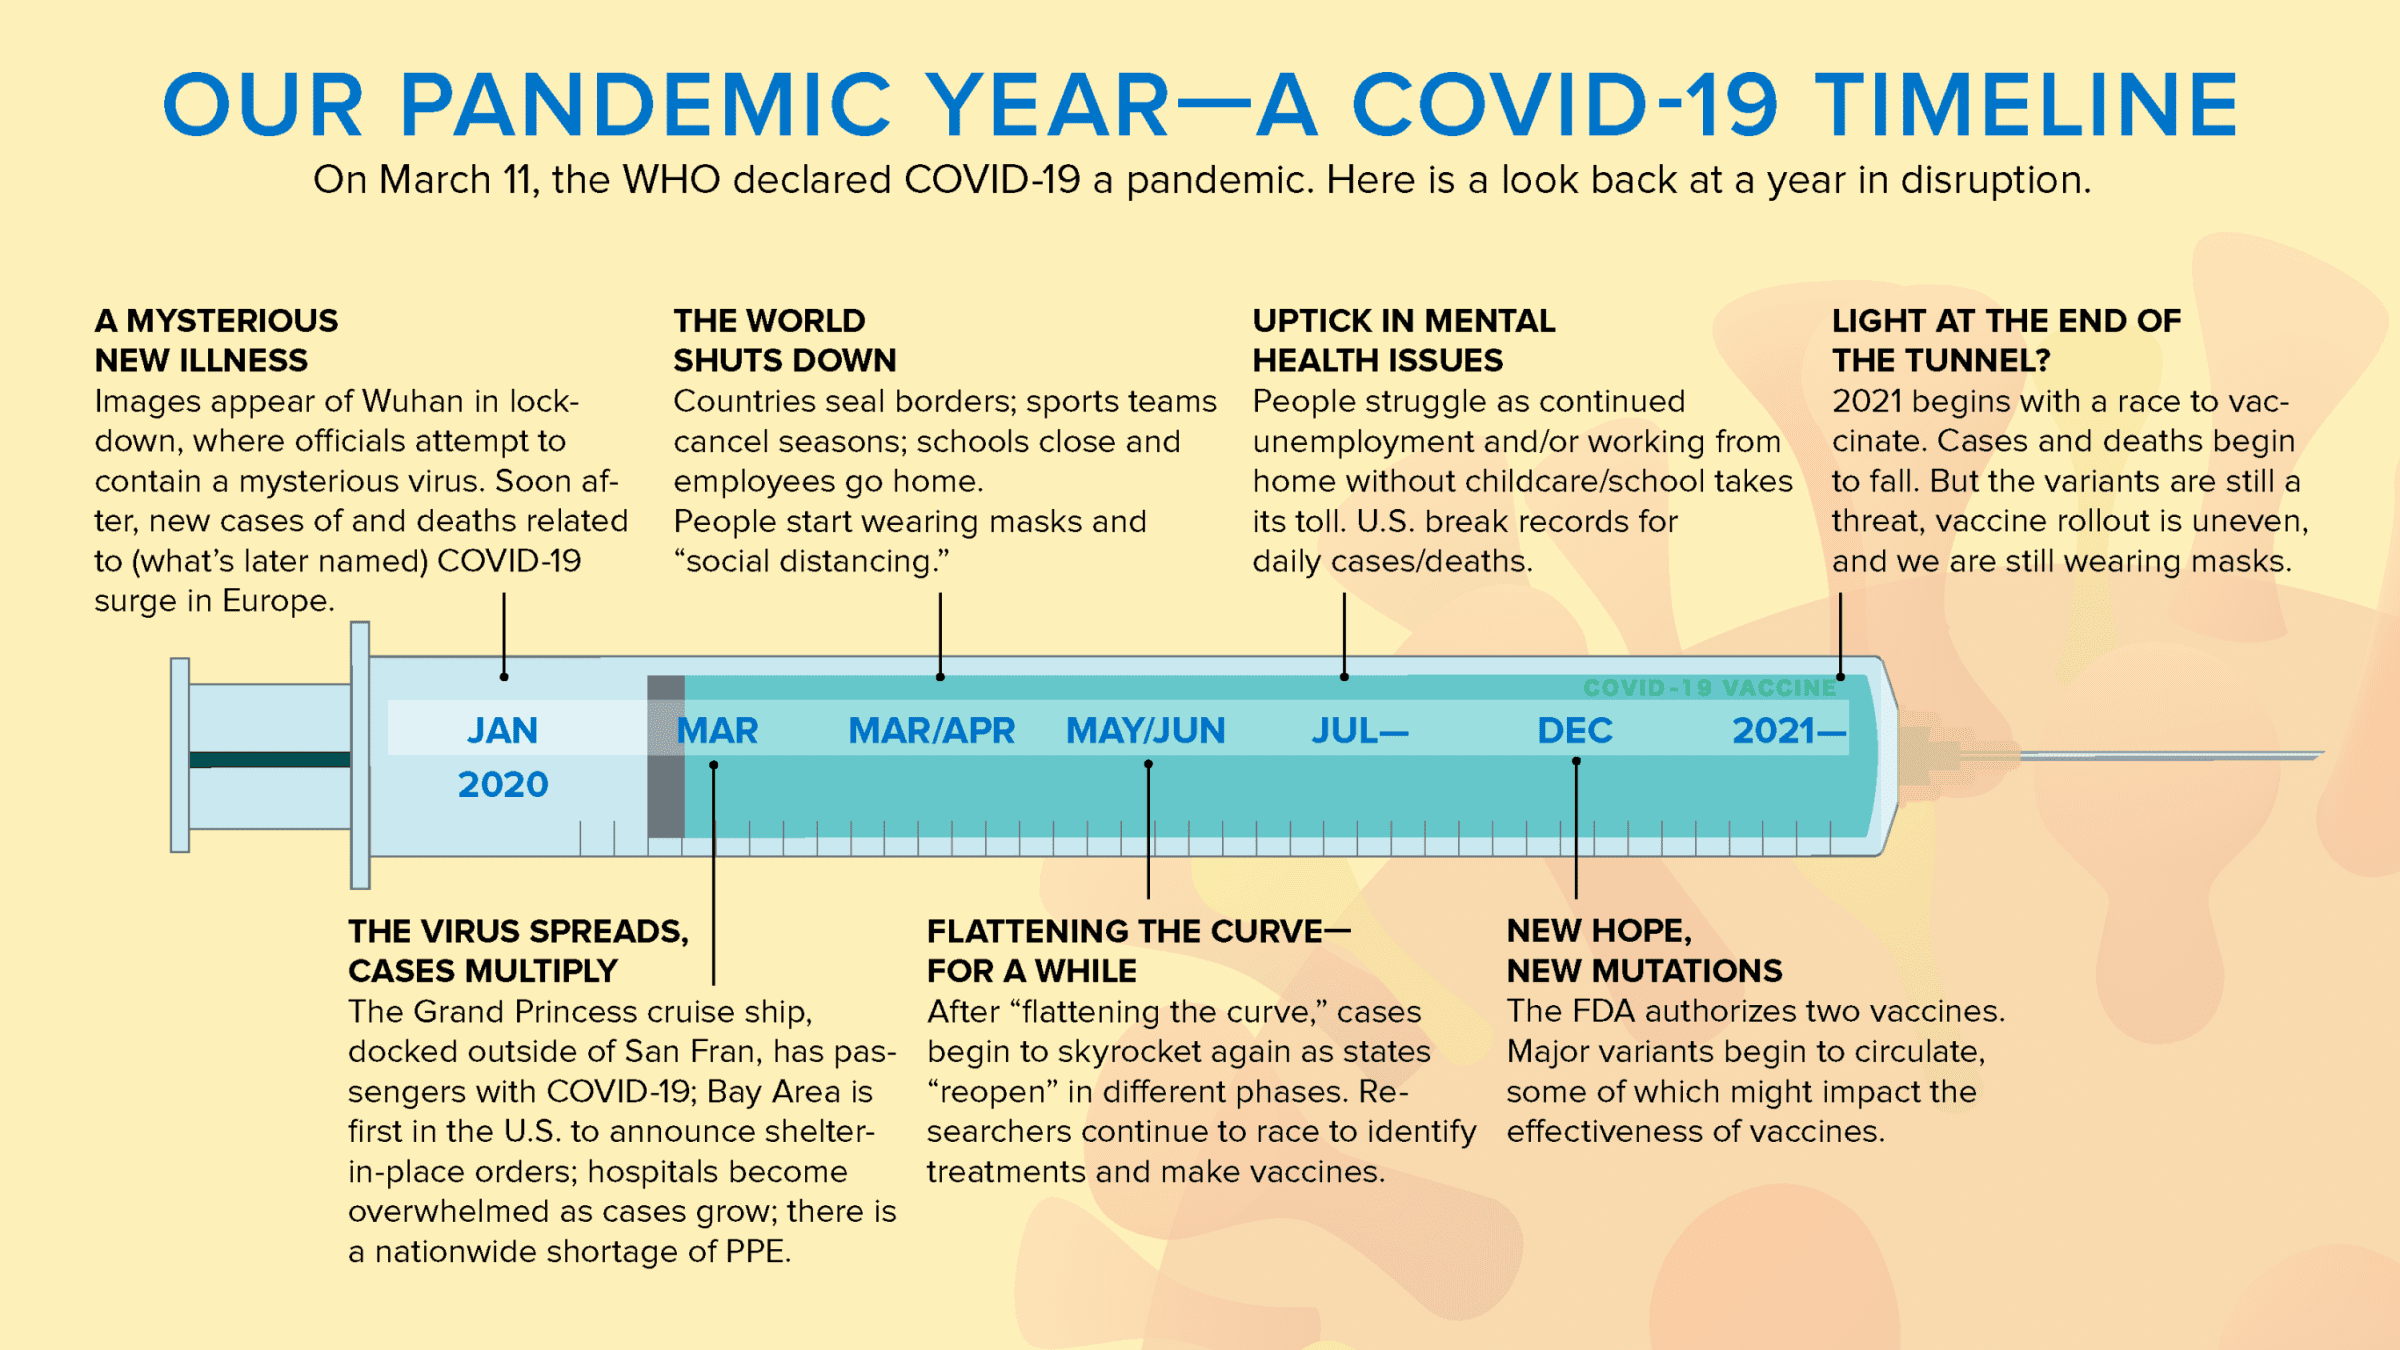 OUR PANDEMIC YEAR—A COVID-19 TIMELINE
On March 11, the WHO declared COVID-19 a pandemic. Here is a look back at a year in disruption.
A MYSTERIOUS
NEW ILLNESS
Images appear of Wuhan in lock-
down, where officials attempt to
contain a mysterious virus. Soon af-
ter, new cases of and deaths related
to (what's later named) COVID-19
surge in Europe.
THE WORLD
SHUTS DOWN
Countries seal borders; sports teams
cancel seasons; schools close and
employees go home.
People start wearing masks and
“social distancing.”
UPTICK IN MENTAL
HEALTH ISSUES
People struggle as continued
unemployment and/or working from
home without childcare/school takes
its toll. U.S. break records for
daily cases/deaths.
LIGHT AT THE END OF
THE TUNNEL?
2021 begins with a race to vac-
cinate. Cases and deaths begin
to fall. But the variants are still a
threat, vaccine rollout is uneven,
and we are still wearing masks.
COVID-19 VACCINE
JAN MAR MAR/APR MAY/JUN JUL— DEC 2021—
2020
THE VIRUS SPREADS,
CASES MULTIPLY
The Grand Princess cruise ship,
docked outside of San Fran, has pas-
sengers with COVID-19; Bay Area is
first in the U.S. to announce shelter-
in-place orders; hospitals become
overwhelmed as cases grow; there is
a nationwide shortage of PPE.
FLATTENING THE CURVE—
FOR A WHILE
After “flattening the curve,” cases
begin to skyrocket again as states
“reopen” in different phases. Re-
searchers continue to race to identify
treatments and make vaccines.
NEW HOPE,
NEW MUTATIONS
The FDA authorizes two vaccines.
Major variants begin to circulate,
some of which might impact the
effectiveness of vaccines.